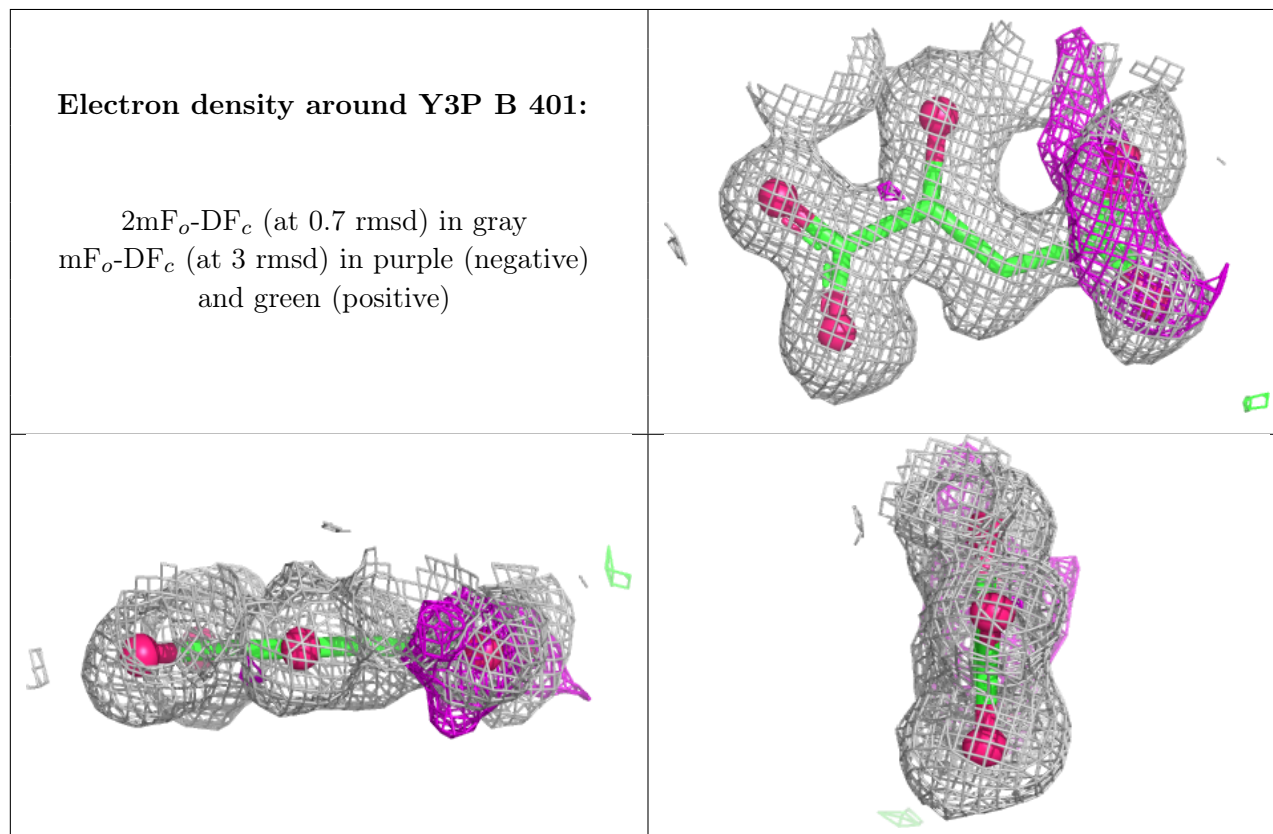 Electron density around Y3P B 401:
2mFₒ-DF𝒸 (at 0.7 rmsd) in gray
mFₒ-DF𝒸 (at 3 rmsd) in purple (negative)
and green (positive)